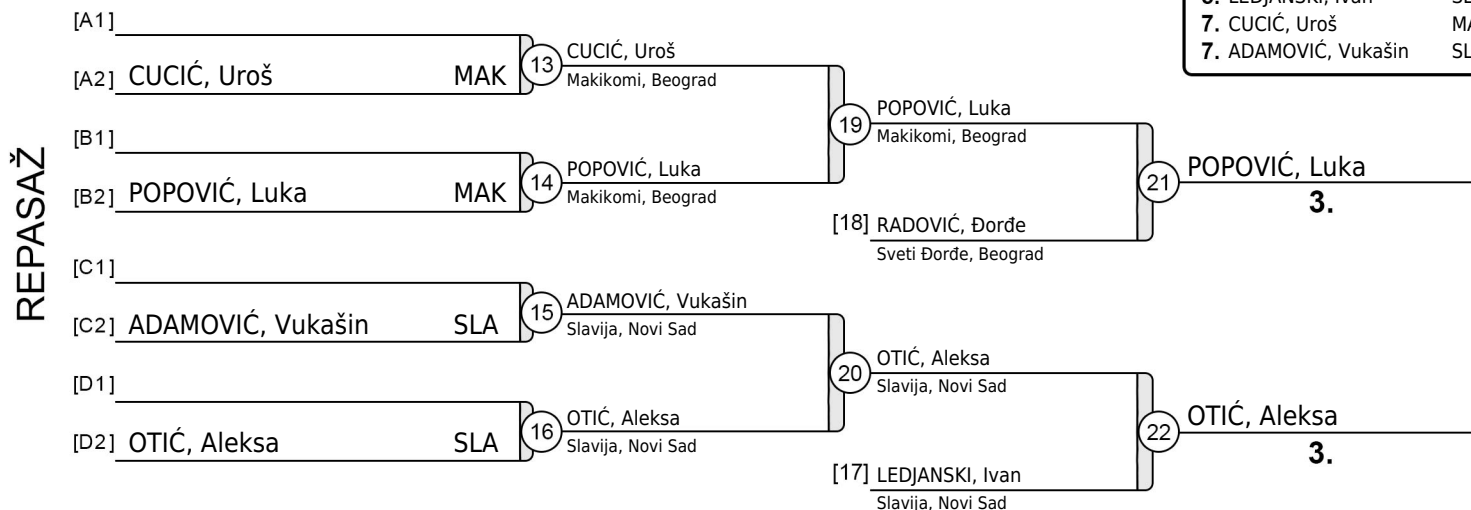 REPASAŽ
[A1]
[A2] CUCIĆ, Uroš MAK
13
CUCIĆ, Uroš
Makikomi, Beograd
[B1]
[B2] POPOVIĆ, Luka MAK
14
POPOVIĆ, Luka
Makikomi, Beograd
19
POPOVIĆ, Luka
Makikomi, Beograd
[18] RADOVIĆ, Đorđe
Sveti Đorđe, Beograd
21
POPOVIĆ, Luka
3.
[C1]
[C2] ADAMOVIĆ, Vukašin SLA
15
ADAMOVIĆ, Vukašin
Slavija, Novi Sad
[D1]
[D2] OTIĆ, Aleksa SLA
16
OTIĆ, Aleksa
Slavija, Novi Sad
20
OTIĆ, Aleksa
Slavija, Novi Sad
[17] LEDJANSKI, Ivan
Slavija, Novi Sad
22
OTIĆ, Aleksa
3.
LEDJANSKI, Ivan
7. CUCIĆ, Uroš MA
7. ADAMOVIĆ, Vukašin SL